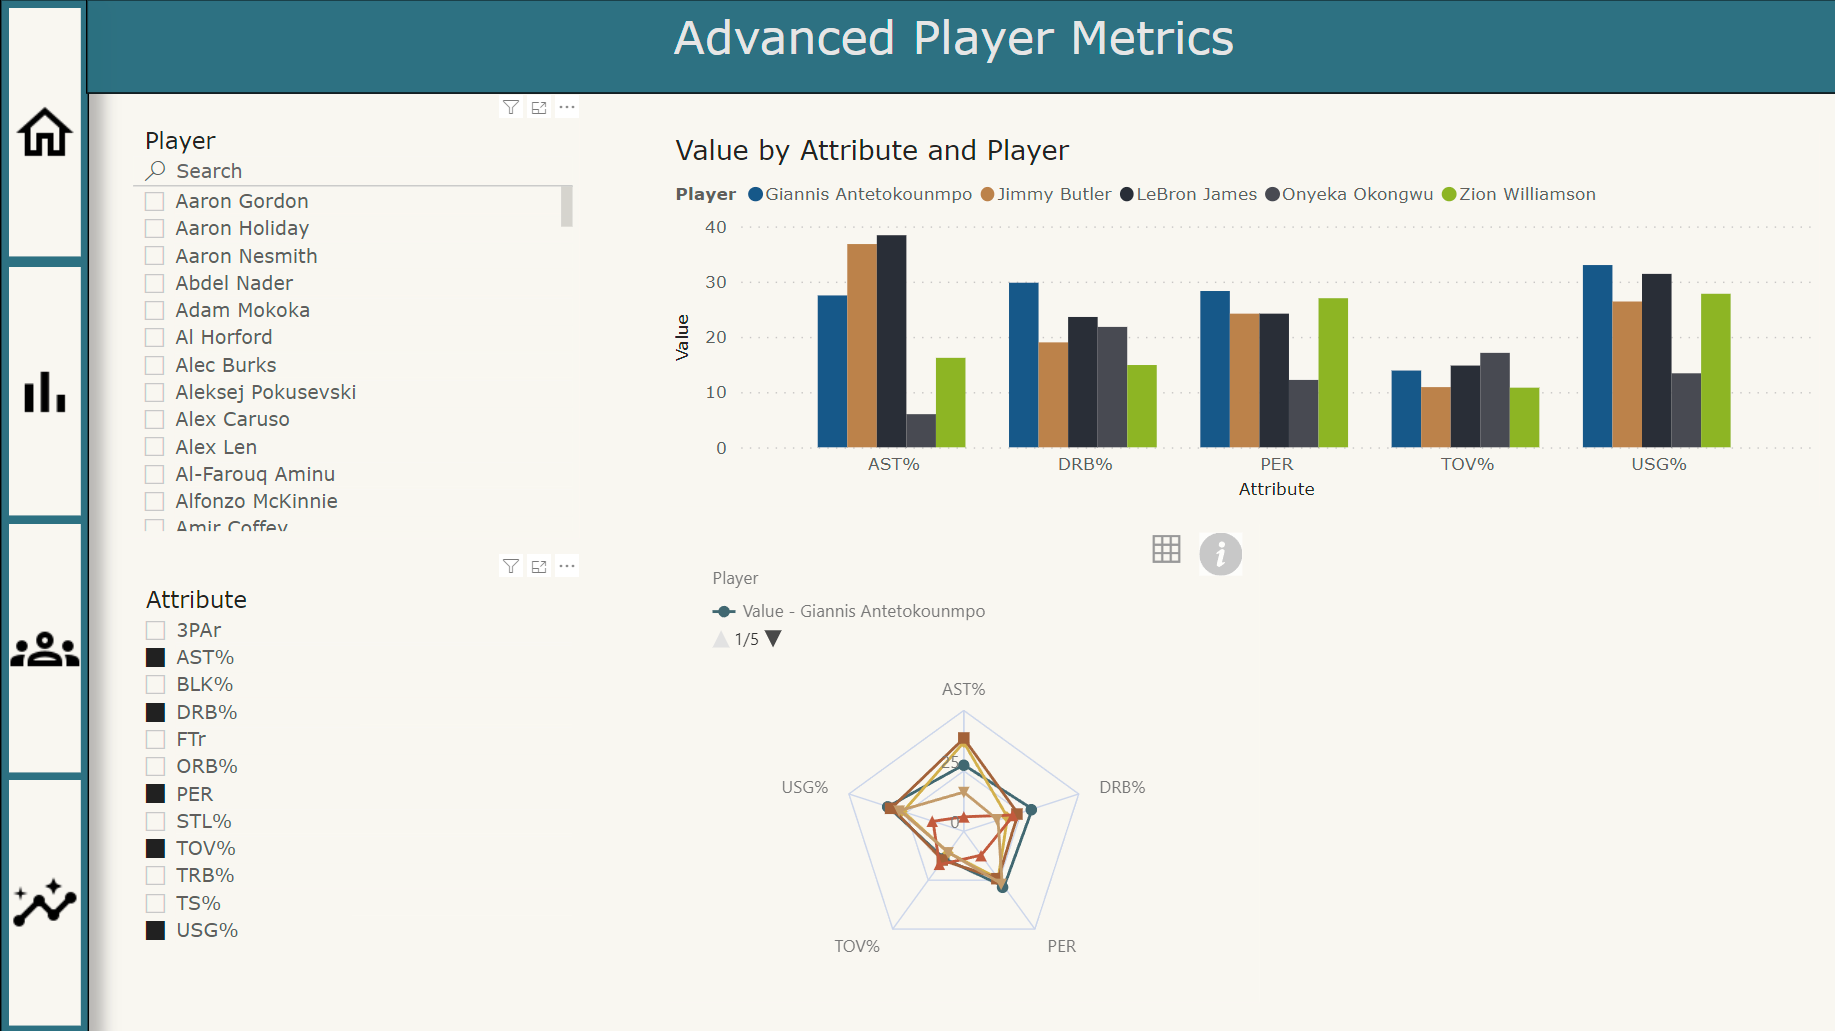 Advanced Player Metrics
Player
Search
Aaron Gordon
Aaron Holiday
Aaron Nesmith
Abdel Nader
Adam Mokoka
Al Horford
Alec Burks
Aleksej Pokusevski
Alex Caruso
Alex Len
Al-Farouq Aminu
Alfonzo McKinnie
Amir Coffey
Attribute
3PAr
AST%
BLK%
DRB%
FTr
ORB%
PER
STL%
TOV%
TRB%
TS%
USG%
Value by Attribute and Player
Player Giannis Antetokounmpo Jimmy Butler LeBron James Onyeka Okongwu Zion Williamson
Value
40
30
20
10
0
AST% DRB% PER TOV% USG%
Attribute
i
Player
Value - Giannis Antetokounmpo
1/5
AST%
25
USG% DRB%
0
TOV% PER